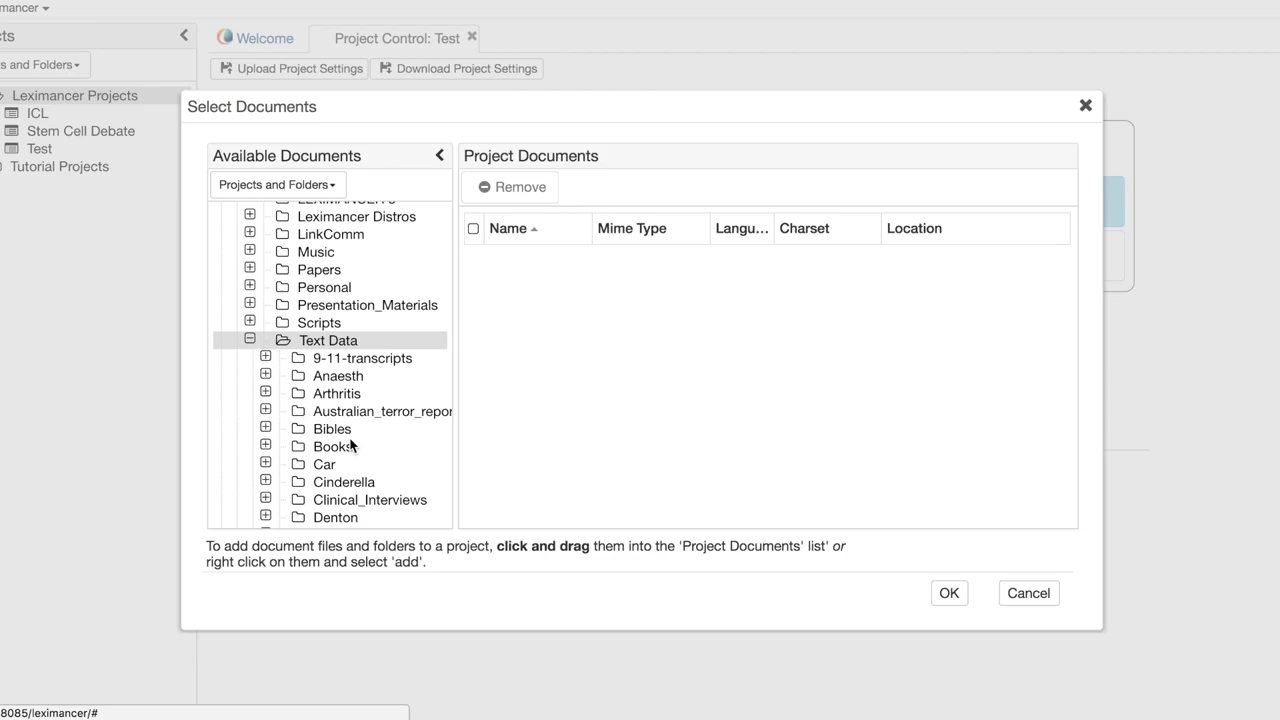 mancer
Welcome
Project Control: Test
cts
s and Folders
Upload Project Settings
Download Project Settings
Leximancer Projects
ICL
Stem Cell Debate
Test
Tutorial Projects
Select Documents
Available Documents
Projects and Folders
Leximancer Distros
LinkComm
Music
Papers
Personal
Presentation_Materials
Scripts
Text Data
9-11-transcripts
Anaesth
Arthritis
Australian_terror_repor
Bibles
Books
Car
Cinderella
Clinical_Interviews
Denton
Project Documents
Remove
Name Mime Type Langu... Charset Location
To add document files and folders to a project, click and drag them into the 'Project Documents' list' or
right click on them and select 'add'.
OK Cancel
8085/leximancer/#